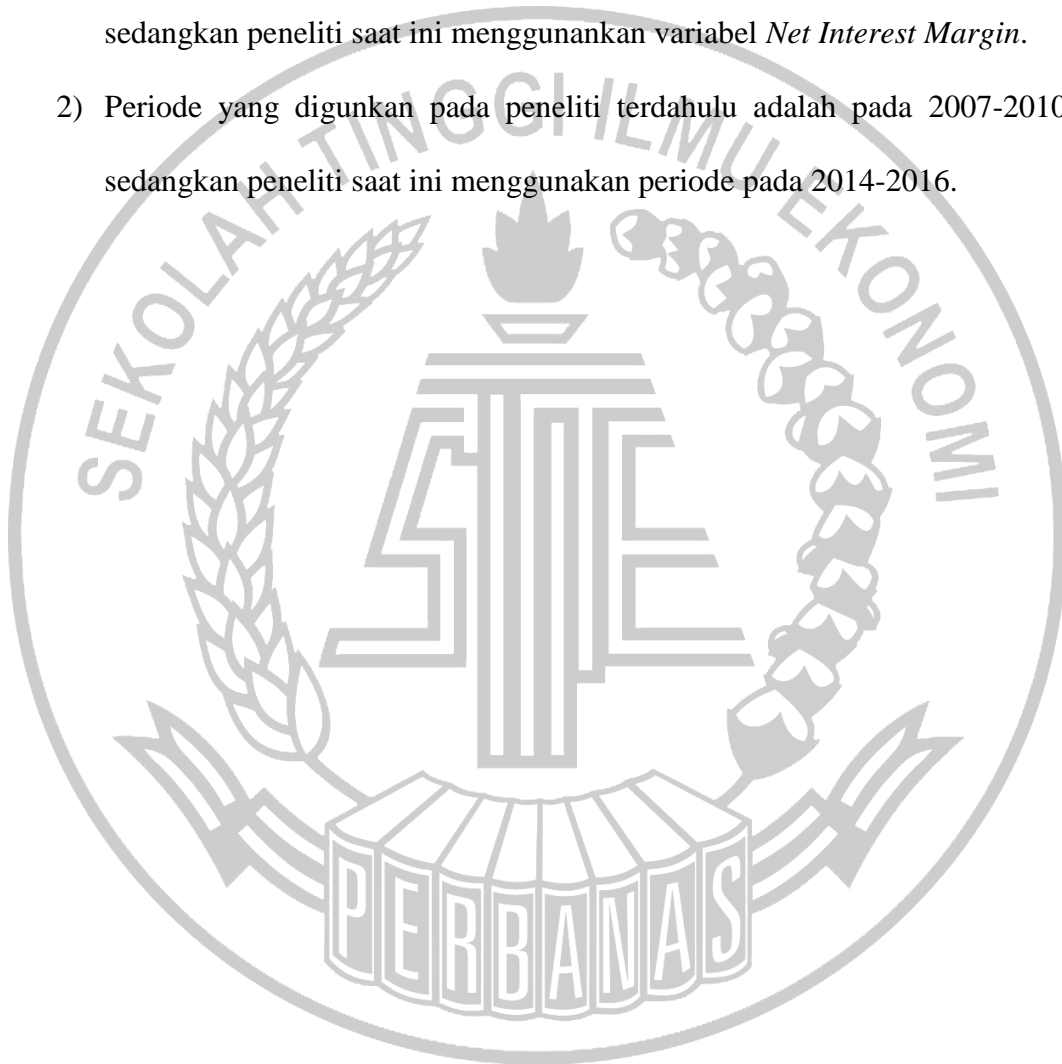 sedangkan peneliti saat ini menggunankan variabel Net Interest Margin.
2) Periode yang digunkan pada peneliti terdahulu adalah pada 2007-2010
sedangkan peneliti saat ini menggunakan periode pada 2014-2016.
SEKOLAH TINGGI ILMU EKONOMI
STIE
PERBANAS